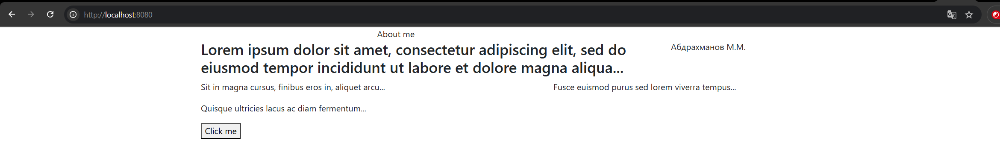 http://localhost:8080
About me
Lorem ipsum dolor sit amet, consectetur adipiscing elit, sed do
eiusmod tempor incididunt ut labore et dolore magna aliqua...
Абдрахманов М.М.
Sit in magna cursus, finibus eros in, aliquet arcu...
Fusce euismod purus sed lorem viverra tempus...
Quisque ultricies lacus ac diam fermentum...
Click me